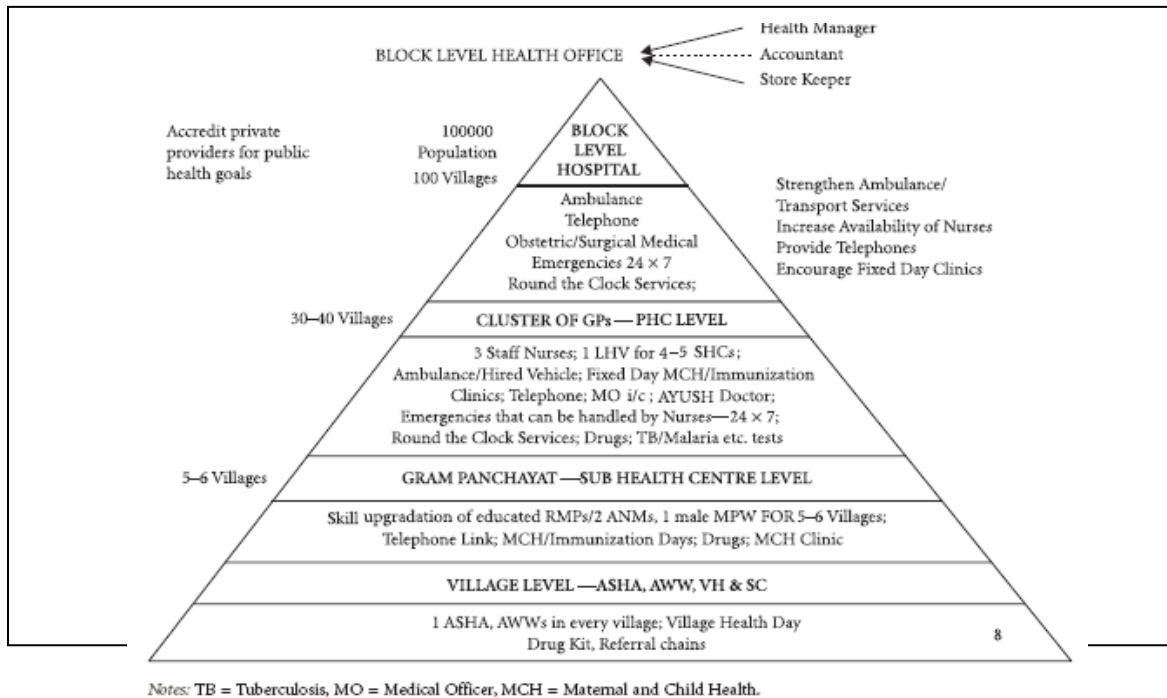 Health Manager
BLOCK LEVEL HEALTH OFFICE
Accountant
Store Keeper
Accredit private
providers for public
health goals
100000
Population
100 Villages
BLOCK
LEVEL
HOSPITAL
Strengthen Ambulance/
Transport Services
Increase Availability of Nurses
Provide Telephones
Encourage Fixed Day Clinics
Ambulance
Telephone
Obstetric/Surgical Medical
Emergencies 24 × 7
Round the Clock Services;
30–40 Villages
CLUSTER OF GPs—PHC LEVEL
3 Staff Nurses; 1 LHV for 4–5 SHCs;
Ambulance/Hired Vehicle; Fixed Day MCH/Immunization
Clinics; Telephone; MO i/c; AYUSH Doctor;
Emergencies that can be handled by Nurses—24 × 7;
Round the Clock Services; Drugs; TB/Malaria etc. tests
5–6 Villages
GRAM PANCHAYAT—SUB HEALTH CENTRE LEVEL
Skill upgradation of educated RMPs/2 ANMs, 1 male MPW FOR 5–6 Villages;
Telephone Link; MCH/Immunization Days; Drugs; MCH Clinic
VILLAGE LEVEL—ASHA, AWW, VH & SC
1 ASHA, AWWs in every village; Village Health Day
Drug Kit, Referral chains
8
Notes: TB = Tuberculosis, MO = Medical Officer, MCH = Maternal and Child Health.